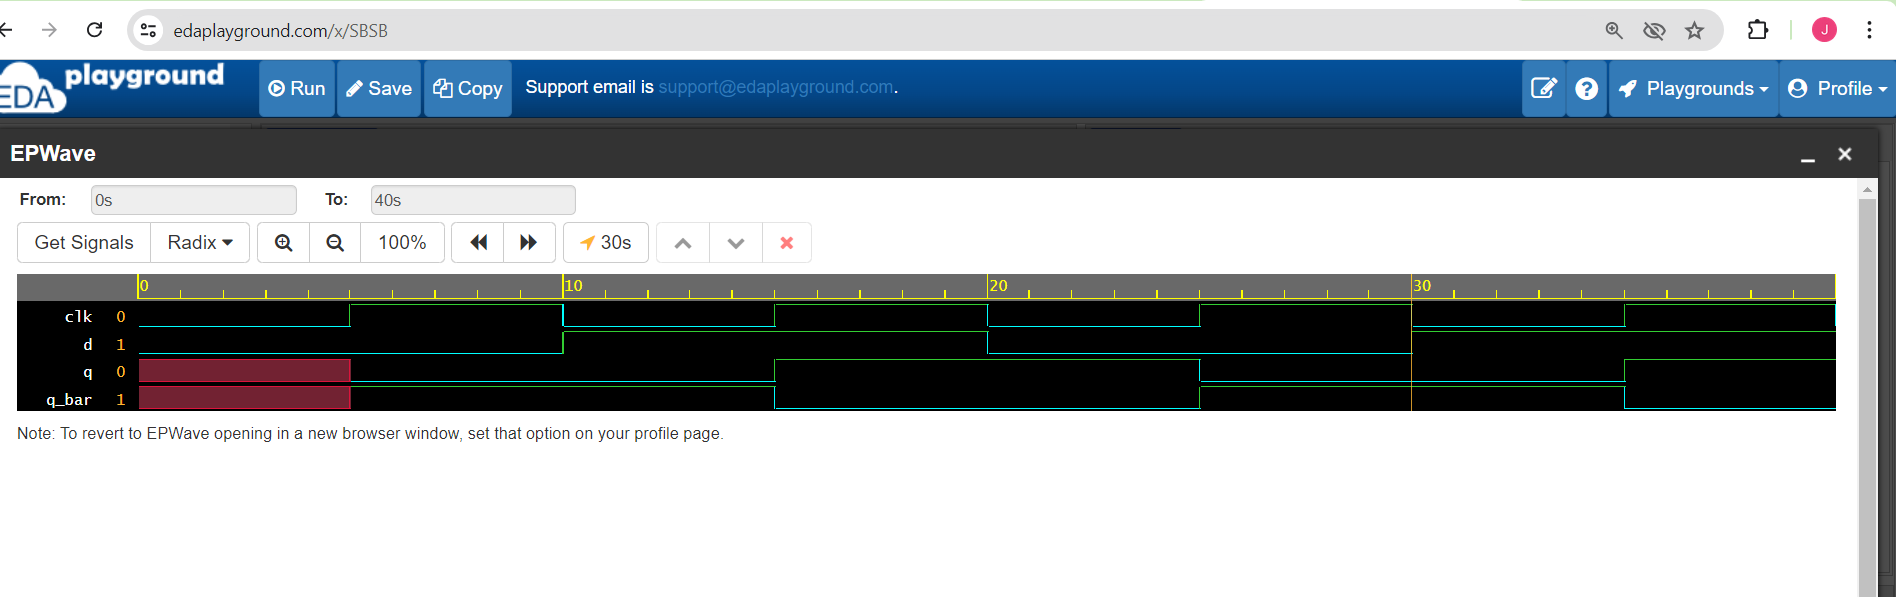 edaplayground.com/x/SBSB
J
EDA playground
Run
Save
Copy
Support email is support@edaplayground.com.
?
Playgrounds
Profile
EPWave
From:
0s
To:
40s
Get Signals
Radix
100%
30s
0
10
20
30
clk 0
d 1
q 0
q_bar 1
Note: To revert to EPWave opening in a new browser window, set that option on your profile page.